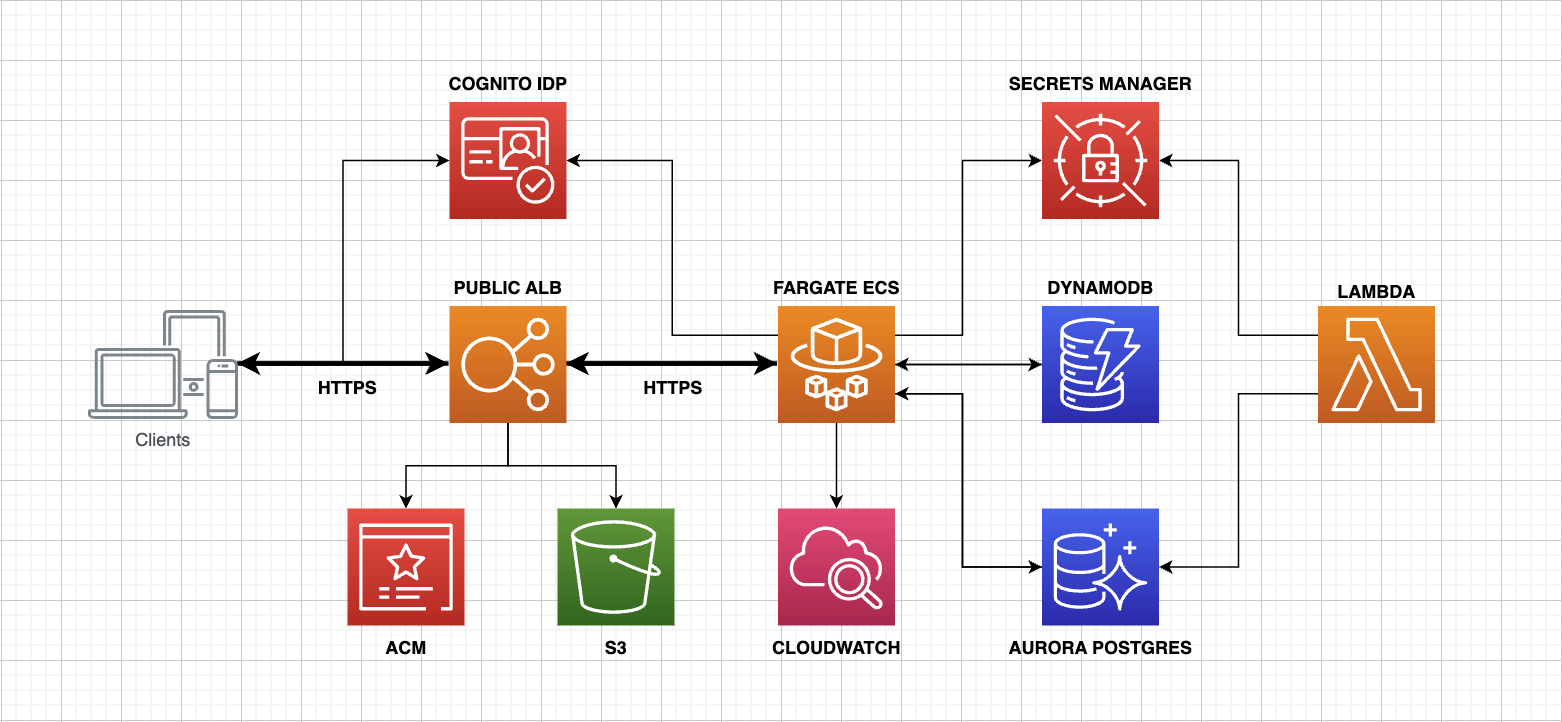 COGNITO IDP
SECRETS MANAGER
PUBLIC ALB
FARGATE ECS
DYNAMODB
LAMBDA
HTTPS
HTTPS
Clients
ACM
S3
CLOUDWATCH
AURORA POSTGRES